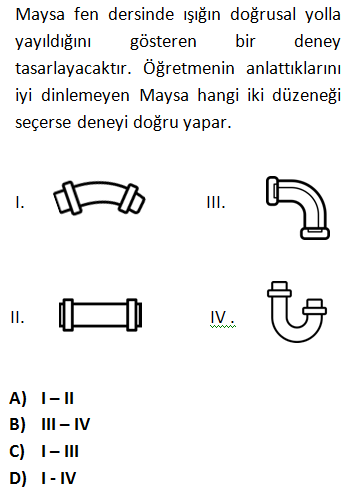 Maysa fen dersinde ışığın doğrusal yolla
yayıldığını gösteren bir deney
tasarlayacaktır. Öğretmenin anlattıklarını
iyi dinlemeyen Maysa hangi iki düzeneği
seçerse deneyi doğru yapar.
I. III.
II. IV .
A) I – II
B) III – IV
C) I – III
D) I - IV